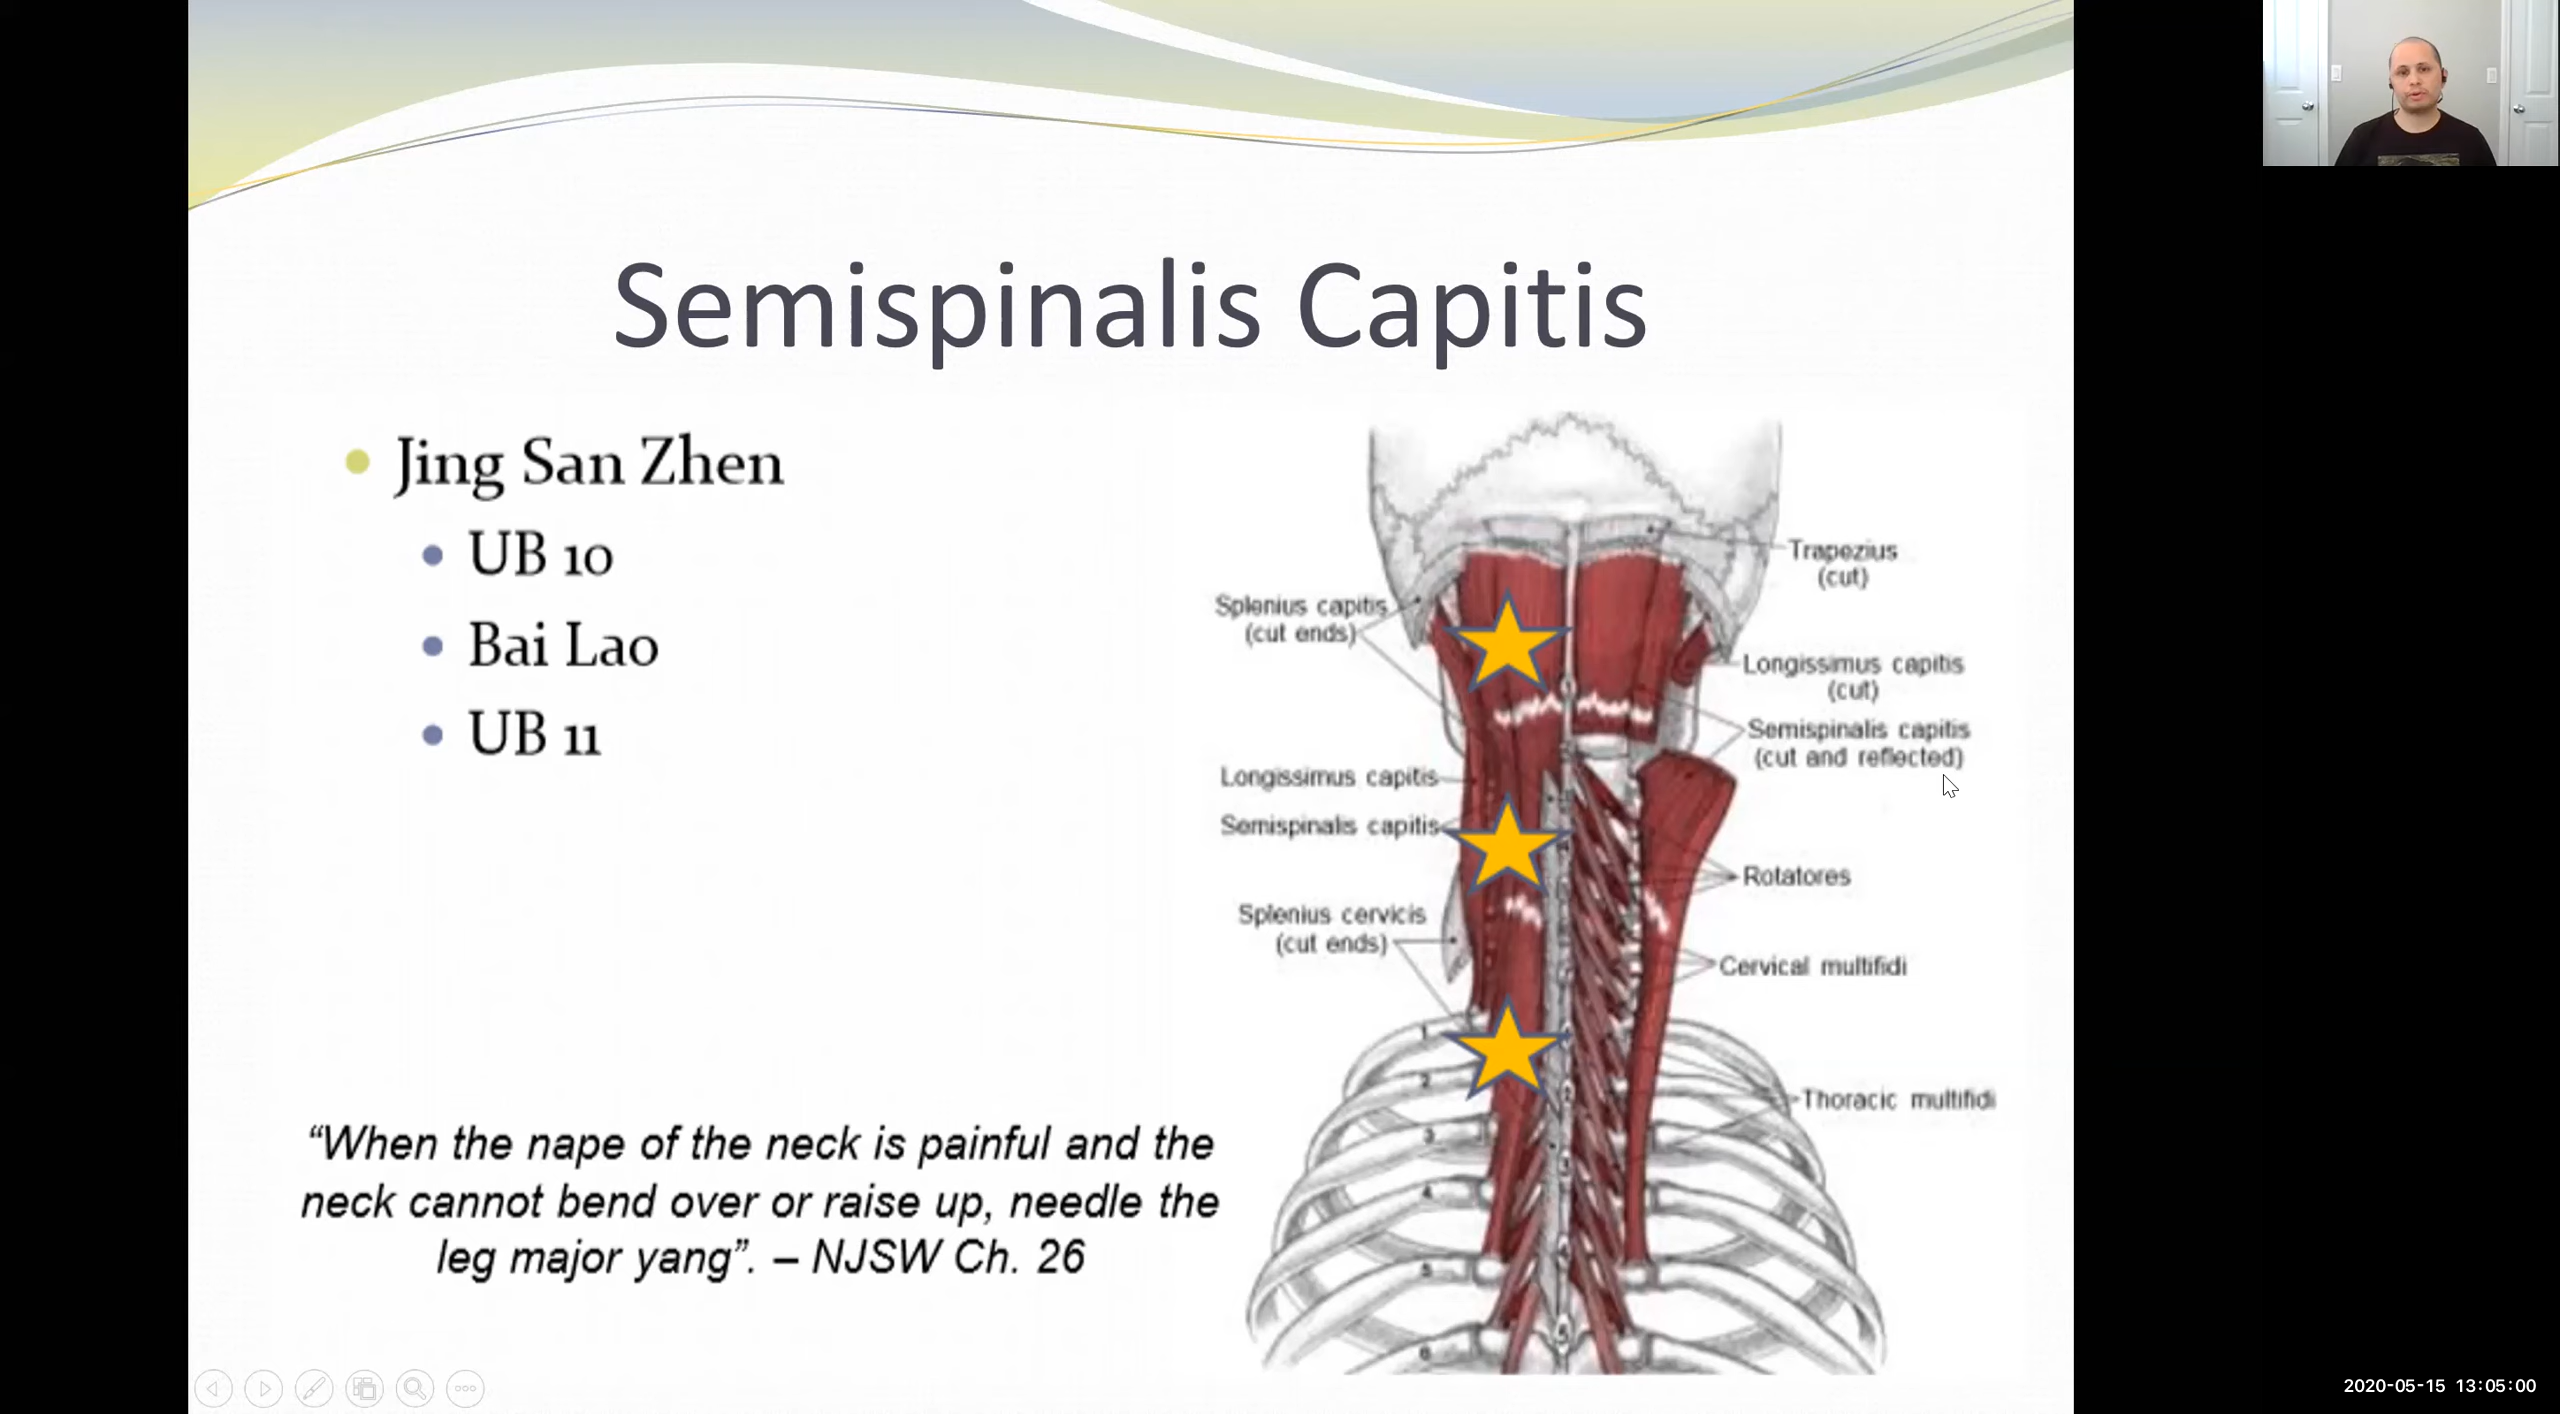 Semispinalis Capitis
Jing San Zhen
UB 10
Bai Lao
UB 11
“When the nape of the neck is painful and the
neck cannot bend over or raise up, needle the
leg major yang”. – NJSW Ch. 26
Splenius capitis
(cut ends)
Longissimus capitis
Semispinalis capitis
Splenius cervicis
(cut ends)
Trapezius
(cut)
Longissimus capitis
(cut)
Semispinalis capitis
(cut and reflected)
Rotatores
Cervical multifidi
Thoracic multifidi
1
2
3
4
5
6
2020-05-15 13:05:00